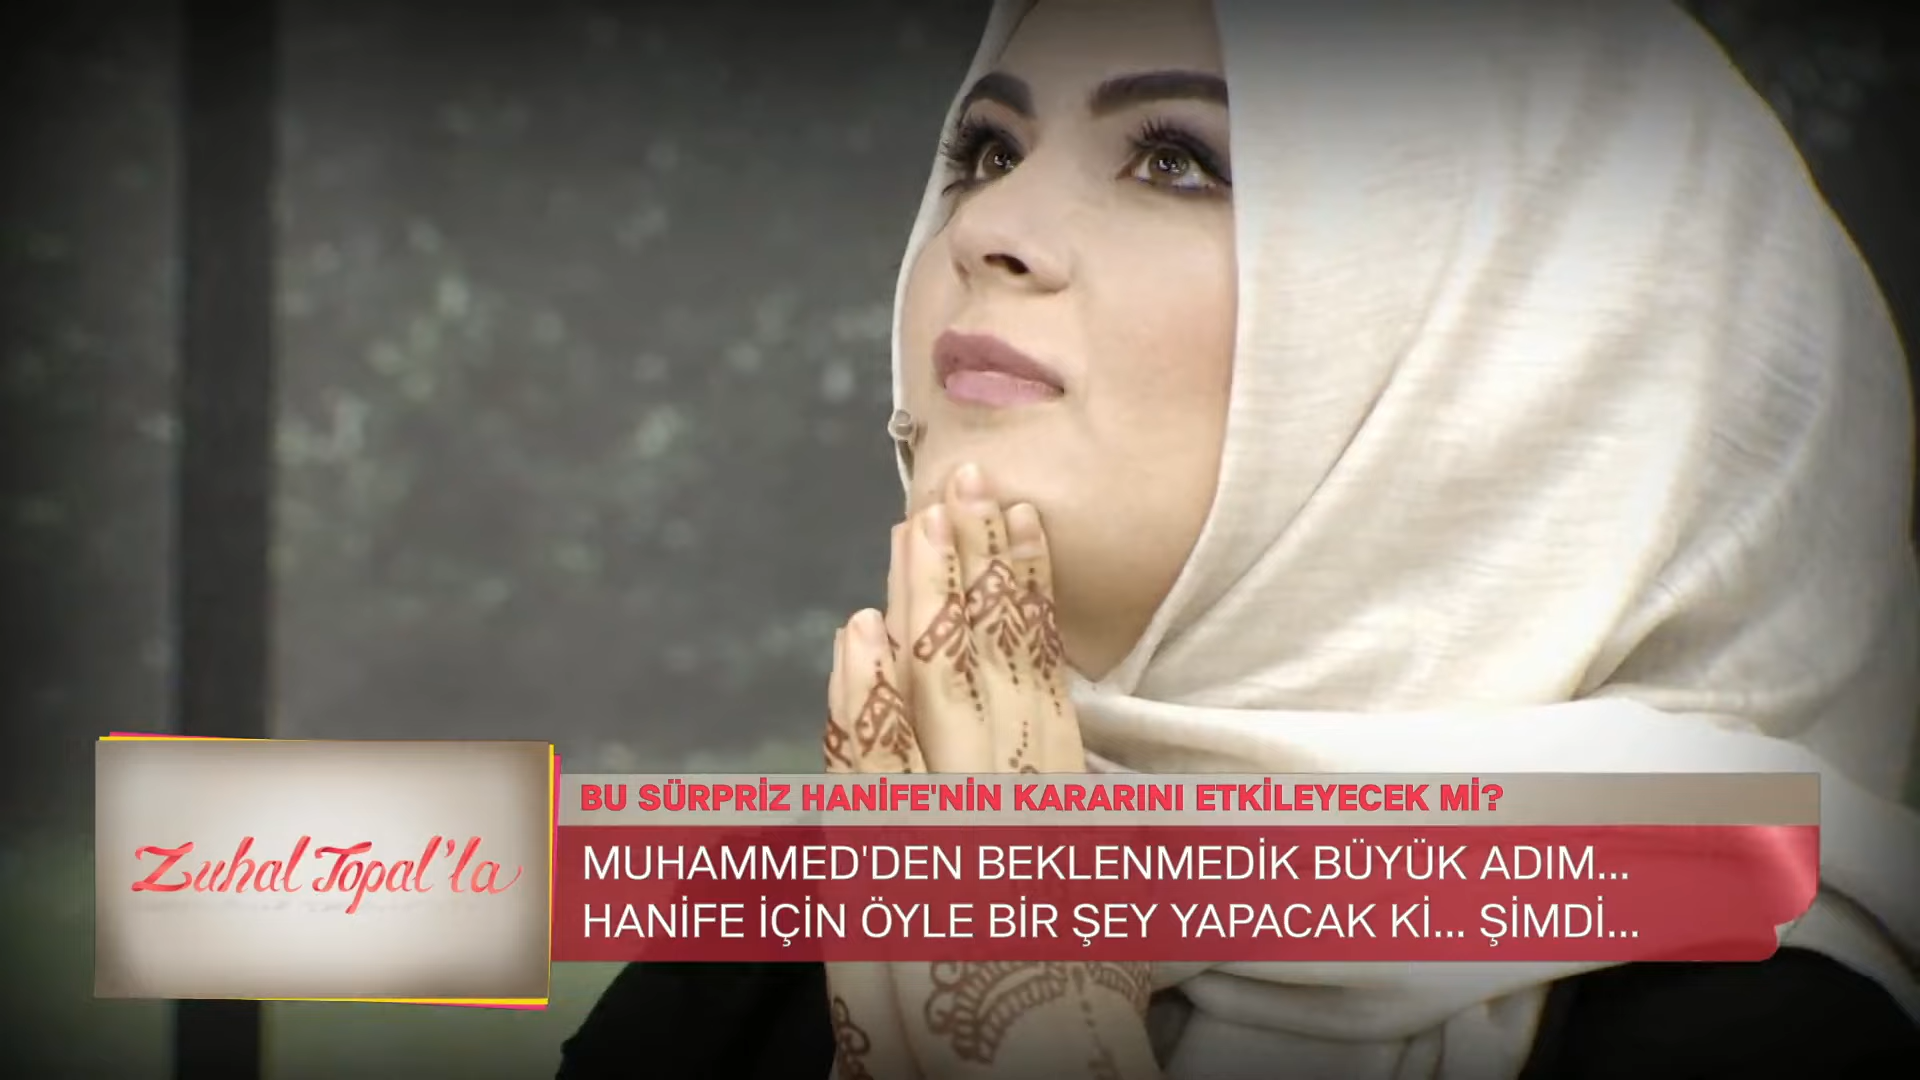 Zuhal Topal'la
BU SÜRPRİZ HANİFE'NİN KARARINI ETKİLEYECEK Mİ?
MUHAMMED'DEN BEKLENMEDİK BÜYÜK ADIM...
HANİFE İÇİN ÖYLE BİR ŞEY YAPACAK Kİ... ŞİMDİ...